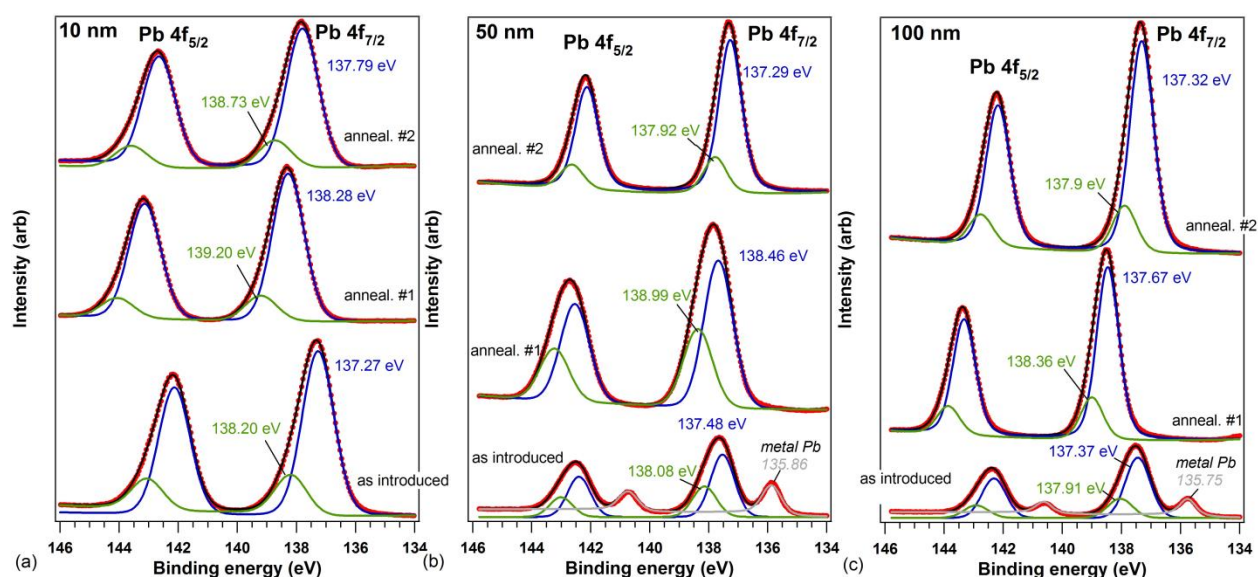 10 nm
Pb 4f5/2
Pb 4f7/2
137.79 eV
138.73 eV
anneal. #2
138.28 eV
139.20 eV
anneal. #1
137.27 eV
138.20 eV
as introduced
Intensity (arb)
146 144 142 140 138 136 134
Binding energy (eV)
(a)
50 nm
Pb 4f5/2
Pb 4f7/2
137.29 eV
137.92 eV
anneal. #2
138.46 eV
138.99 eV
anneal. #1
137.48 eV
as introduced
138.08 eV
metal Pb
135.86
Intensity (arb)
146 144 142 140 138 136 134
Binding energy (eV)
(b)
100 nm
Pb 4f7/2
Pb 4f5/2
137.32 eV
137.9 eV
anneal. #2
137.67 eV
138.36 eV
anneal. #1
137.37 eV
as introduced
metal Pb
135.75
137.91 eV
Intensity (arb)
146 144 142 140 138 136 134
Binding energy (eV)
(c)